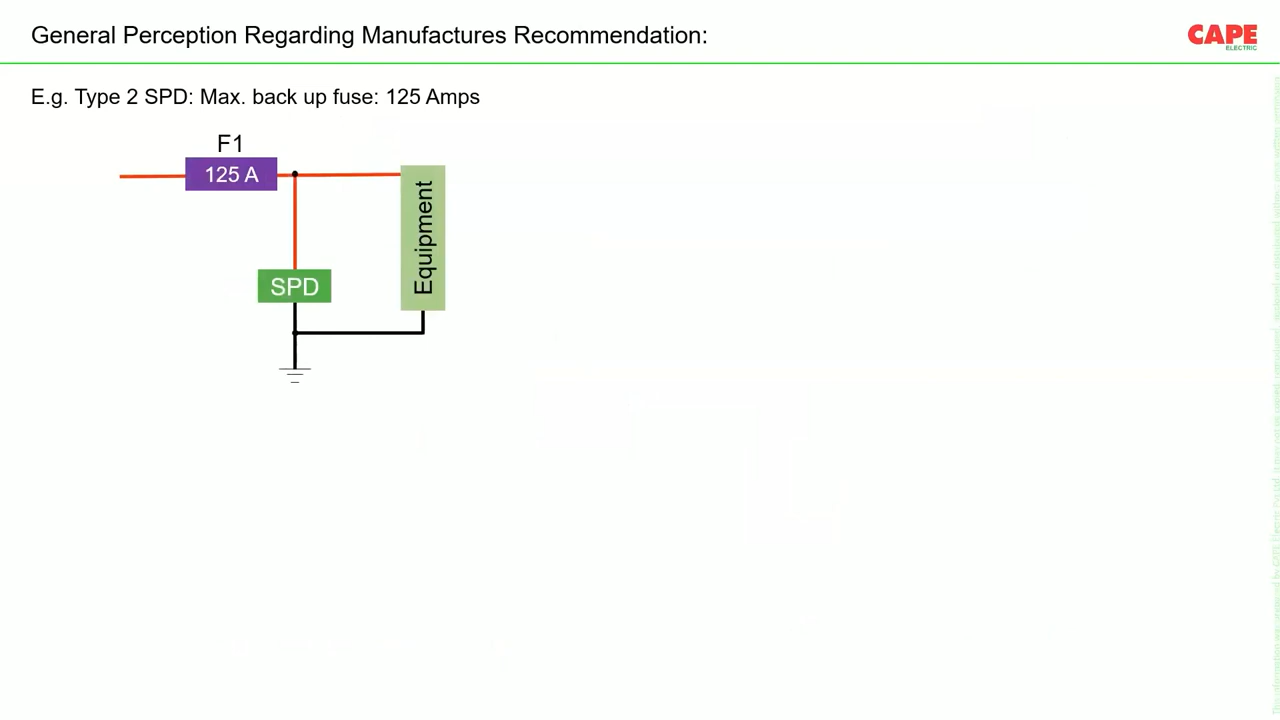 General Perception Regarding Manufactures Recommendation:
CAPE
ELECTRIC
E.g. Type 2 SPD: Max. back up fuse: 125 Amps
F1
125 A
Equipment
SPD